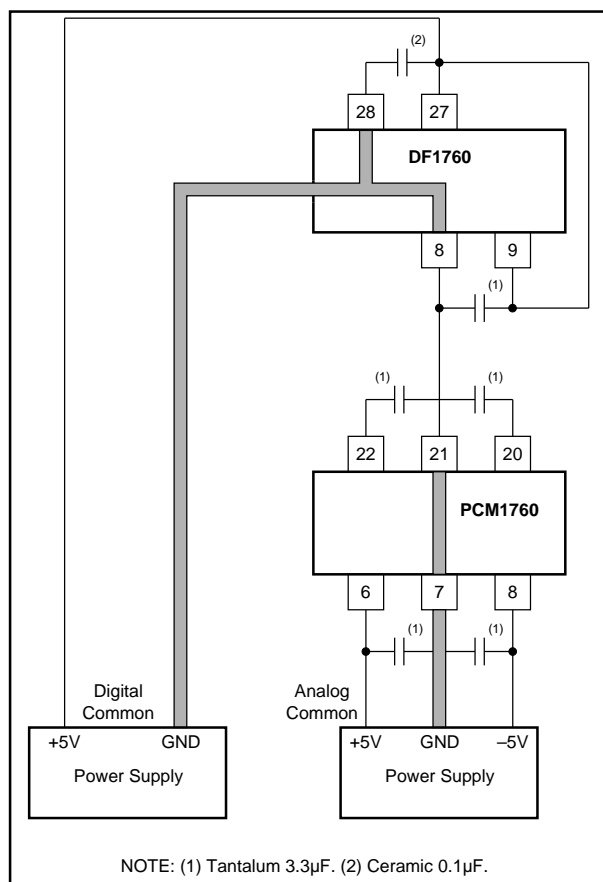 (2)
28
27
DF1760
8
9
(1)
(1)
(1)
22
21
20
PCM1760
6
7
8
(1)
(1)
Digital
Common
Analog
Common
+5V
GND
+5V
GND
–5V
Power Supply
Power Supply
NOTE: (1) Tantalum 3.3µF. (2) Ceramic 0.1µF.